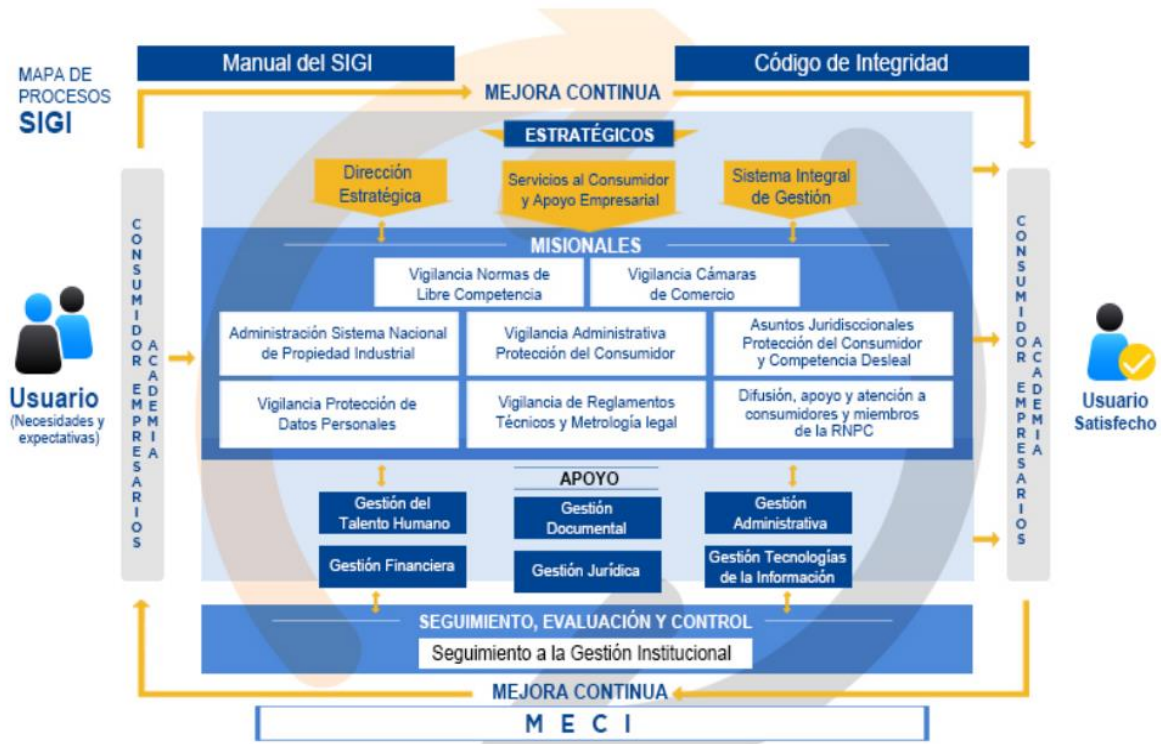 Manual del SIGI
Código de Integridad
MAPA DE
PROCESOS
SIGI
MEJORA CONTINUA
ESTRATÉGICOS
Dirección
Estratégica
Servicios al Consumidor
y Apoyo Empresarial
Sistema Integral
de Gestión
MISIONALES
Vigilancia Normas de
Libre Competencia
Vigilancia Cámaras
de Comercio
Administración Sistema Nacional
de Propiedad Industrial
Vigilancia Administrativa
Protección del Consumidor
Asuntos Juridisccionales
Protección del Consumidor
y Competencia Desleal
Vigilancia Protección de
Datos Personales
Vigilancia de Reglamentos
Técnicos y Metrología legal
Difusión, apoyo y atención a
consumidores y miembros
de la RNPC
Usuario
(Necesidades y
expectativas)
CONSUMIDOR EMPRESARIOS
ACADEMIA
CONSUMIDOR EMPRESARIOS
ACADEMIA
Usuario
Satisfecho
APOYO
Gestión del
Talento Humano
Gestión
Documental
Gestión
Administrativa
Gestión Financiera
Gestión Jurídica
Gestión Tecnologías
de la Información
SEGUIMIENTO, EVALUACIÓN Y CONTROL
Seguimiento a la Gestión Institucional
MEJORA CONTINUA
MECI